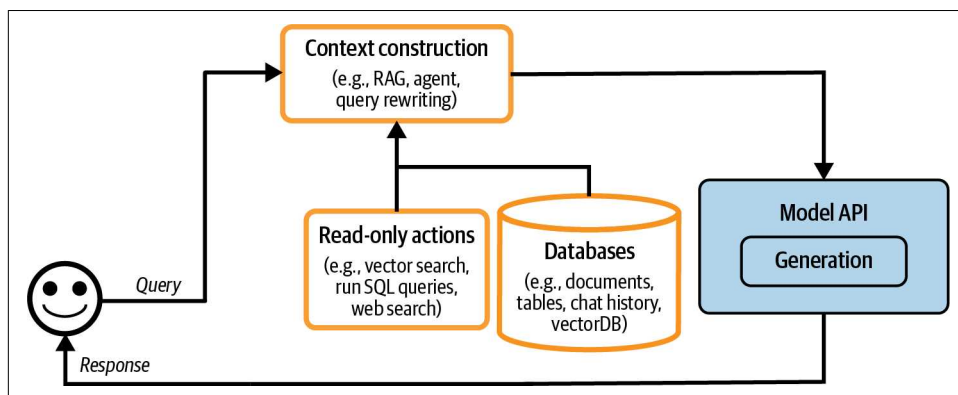 Context construction
(e.g., RAG, agent,
query rewriting)
Read-only actions
(e.g., vector search,
run SQL queries,
web search)
Databases
(e.g., documents,
tables, chat history,
vectorDB)
Model API
Generation
Query
Response